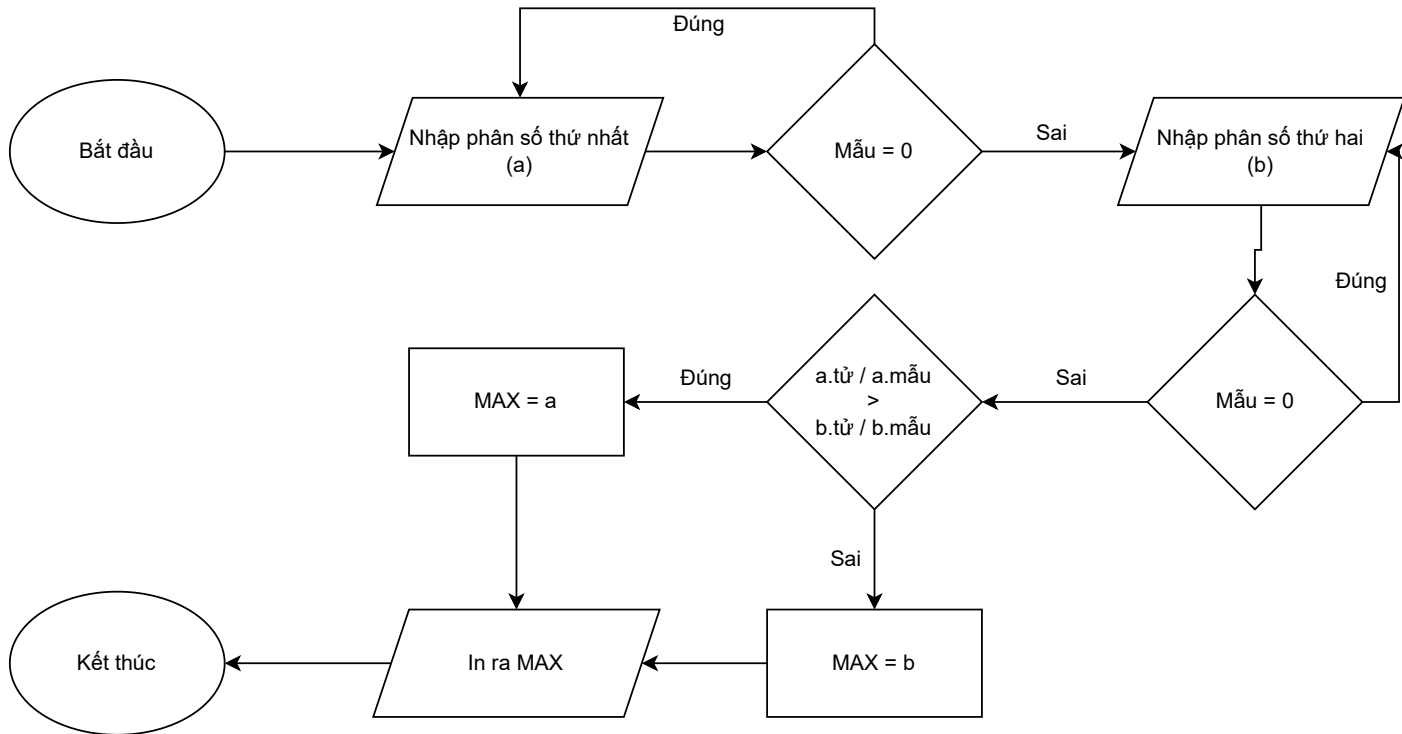 Đúng
Bắt đầu
Nhập phân số thứ nhất
(a)
Mẫu = 0
Sai
Nhập phân số thứ hai
(b)
Đúng
MAX = a
Đúng
a.tử / a.mẫu
>
b.tử / b.mẫu
Sai
Mẫu = 0
Sai
Kết thúc
In ra MAX
MAX = b